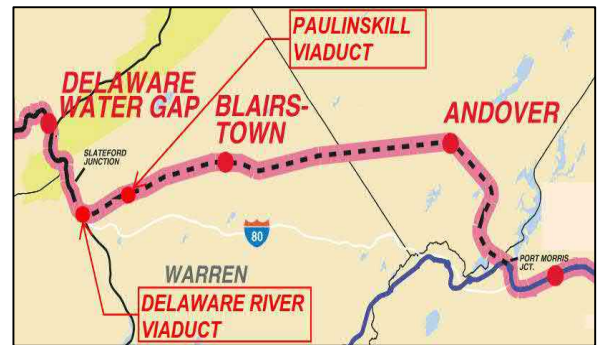 PAULINSKILL
VIADUCT
DELAWARE
WATER GAP
BLAIRS-
TOWN
ANDOVER
SLATEFORD
JUNCTION
80
WARREN
PORT MORRIS
JCT.
DELAWARE RIVER
VIADUCT